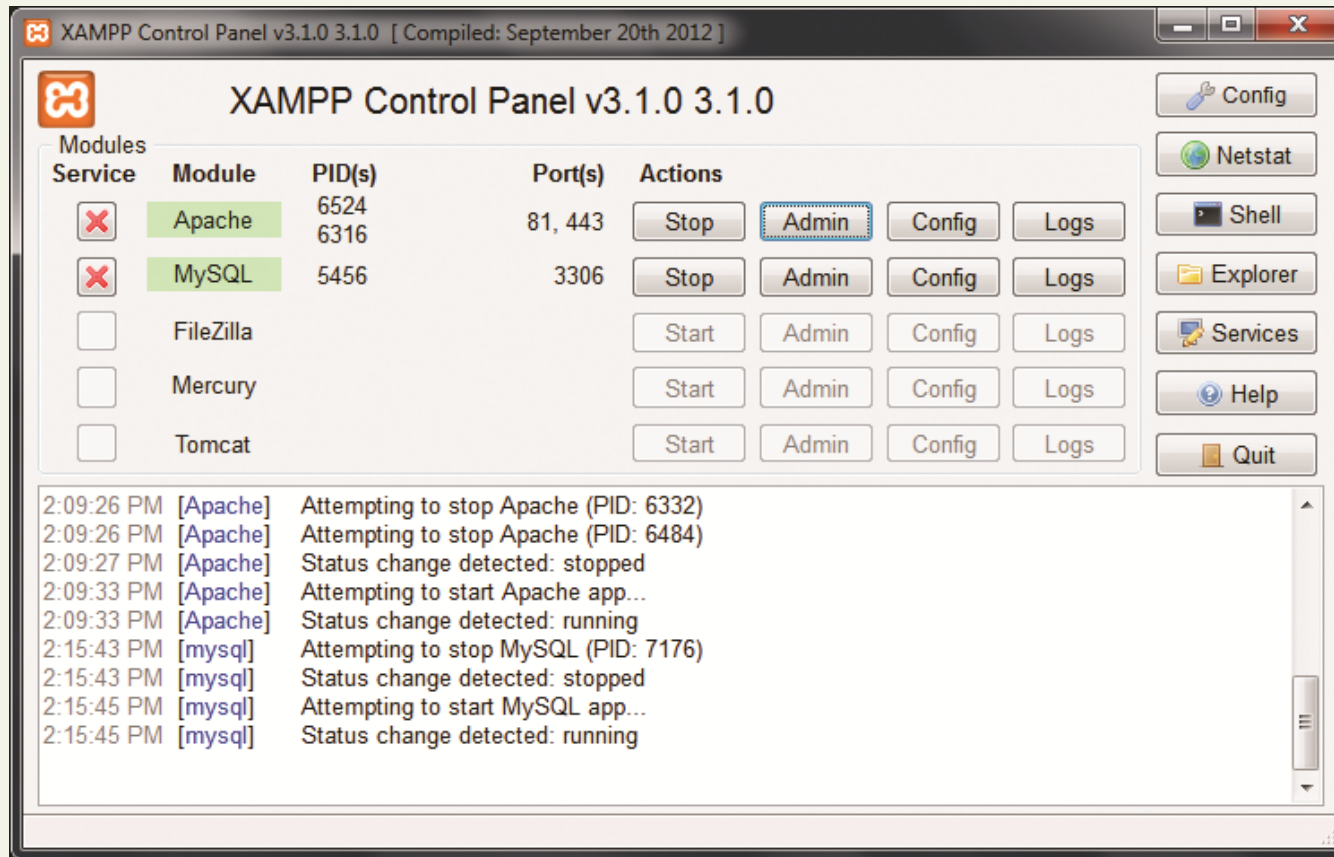 XAMPP Control Panel v3.1.0 3.1.0 [ Compiled: September 20th 2012 ]
XAMPP Control Panel v3.1.0 3.1.0
Config
Netstat
Shell
Explorer
Services
Help
Quit
Modules
Service Module PID(s) Port(s) Actions
Apache 6524 6316 81, 443 Stop Admin Config Logs
MySQL 5456 3306 Stop Admin Config Logs
FileZilla Start Admin Config Logs
Mercury Start Admin Config Logs
Tomcat Start Admin Config Logs
2:09:26 PM [Apache] Attempting to stop Apache (PID: 6332)
2:09:26 PM [Apache] Attempting to stop Apache (PID: 6484)
2:09:27 PM [Apache] Status change detected: stopped
2:09:33 PM [Apache] Attempting to start Apache app...
2:09:33 PM [Apache] Status change detected: running
2:15:43 PM [mysql] Attempting to stop MySQL (PID: 7176)
2:15:43 PM [mysql] Status change detected: stopped
2:15:45 PM [mysql] Attempting to start MySQL app...
2:15:45 PM [mysql] Status change detected: running